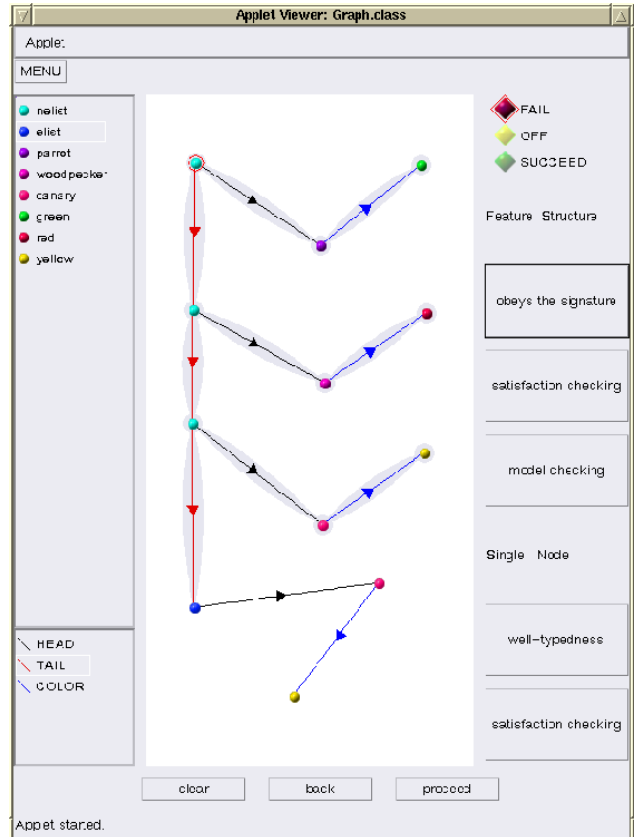 Applet Viewer: Graph.class
Applet
MENU
nelist
elist
parrot
woodpecker
canary
green
red
yellow
HEAD
TAIL
COLOR
FAIL
OFF
SUCCEED
Feature Structure
obeys the signature
satisfaction checking
model checking
Single Node
well-typedness
satisfaction checking
clear
back
proceed
Applet started.